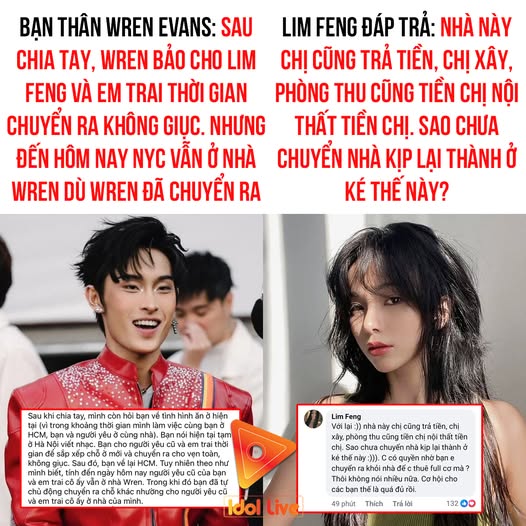 BẠN THÂN WREN EVANS: SAU
CHIA TAY, WREN BẢO CHO LIM
FENG VÀ EM TRAI THỜI GIAN
CHUYỂN RA KHÔNG GIỤC. NHƯNG
ĐẾN HÔM NAY NYC VẪN Ở NHÀ
WREN DÙ WREN ĐÃ CHUYỂN RA
LIM FENG ĐÁP TRẢ: NHÀ NÀY
CHỊ CŨNG TRẢ TIỀN, CHỊ XÂY,
PHÒNG THU CŨNG TIỀN CHỊ NỘI
THẤT TIỀN CHỊ. SAO CHƯA
CHUYỂN NHÀ KỊP LẠI THÀNH Ở
KÉ THẾ NÀY?
Sau khi chia tay, mình còn hỏi bạn về tình hình ăn ở hiện
tại (vì trong khoảng thời gian mình làm việc cùng bạn ở
HCM, bạn và người yêu ở cùng nhà). Bạn nói hiện tại tạm
ở Hà Nội viết nhạc. Bạn cho người yêu cũ và em trai thời
gian để sắp xếp chỗ ở mới và chuyển ra cho vẹn toàn,
không giục. Sau đó, bạn về lại HCM. Tuy nhiên theo như
mình biết, tính đến ngày hôm nay người yêu cũ của bạn
và em trai cô ấy vẫn ở nhà Wren. Trong khi đó bạn đã tự
chủ động chuyển ra chỗ khác nhường cho người yêu cũ
và em trai cô ấy ở nhà của mình.
Lim Feng
Với lại :)) nhà này chị cũng trả tiền, chị
xây, phòng thu cũng tiền chị nội thất tiền
chị. Sao chưa chuyển nhà kịp lại thành ở
ké thế này :))). C có quyền nhờ bạn e
chuyển ra khỏi nhà để c thuê full cơ mà ?
Thôi không nói nhiều nữa. Cơ hội cho
các bạn thế là quá đủ rồi.
49 phút Thích Trả lời 132
Idol Live